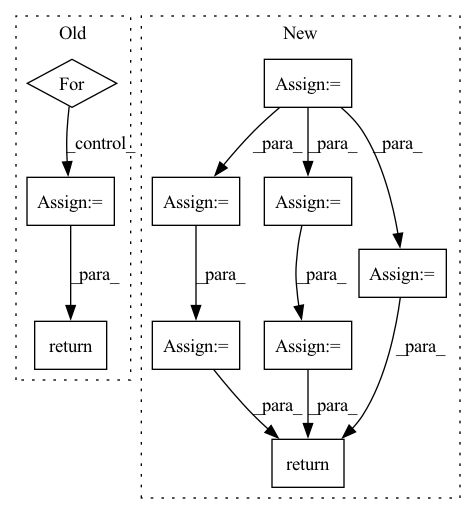 Old
New
For
Assign:=
_control_
_para_
_para_
_para_
Assign:=
Assign:=
Assign:=
Assign:=
_para_
_para_
_para_
return
Assign:=
Assign:=
_para_
_para_
_para_
return